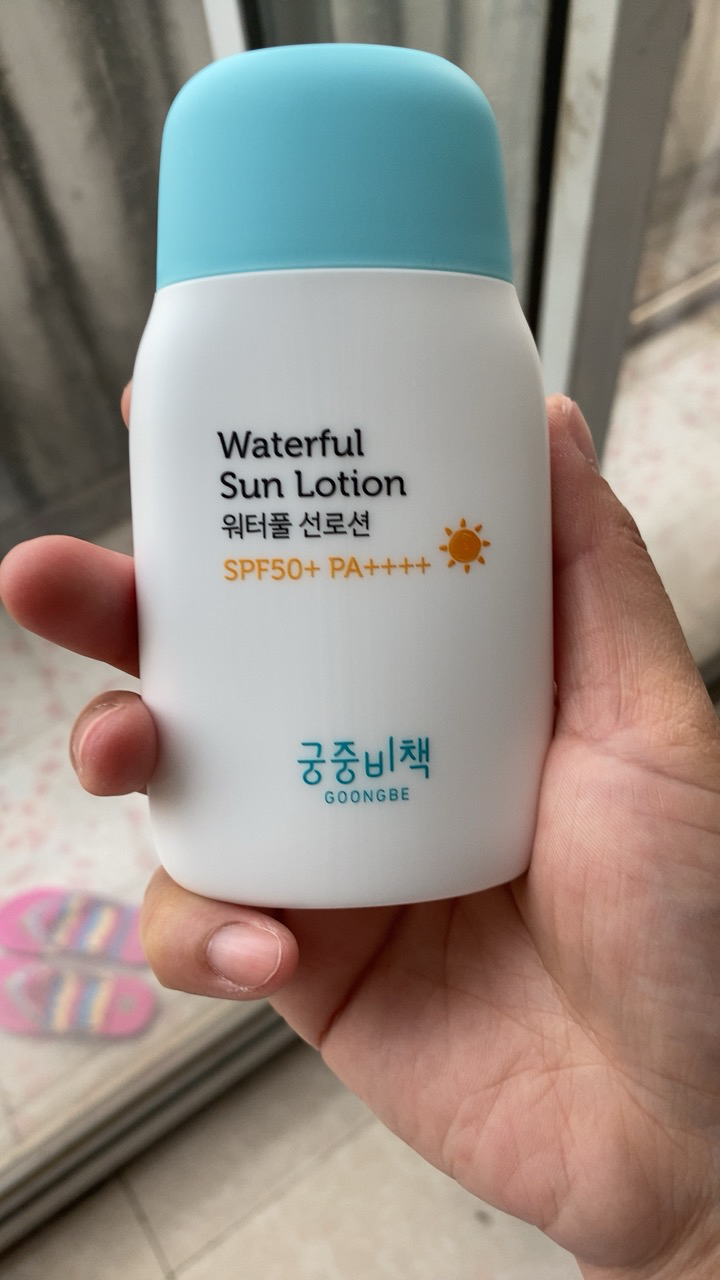 Waterful
Sun Lotion
워터풀 선로션
SPF50+ PA++++
궁중비책
GOONGBE